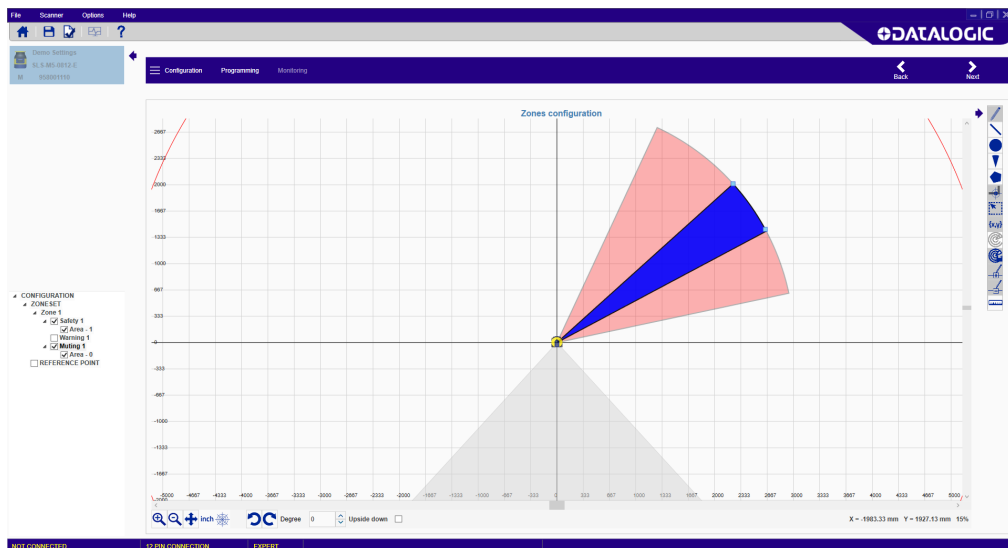 File Scanner Options Help
DATALOGIC
Demo Settings
SLS-M5-0812-E
M
Configuration Programming Monitoring
Back Next
Zones configuration
2667
2333
2000
1667
1333
1000
667
333
0
-333
-667
-1000
-1333
-1667
-2000
-5000 -4667 -4333 -4000 -3667 -3333 -3000 -2667 -2333 -2000 -1667 -1333 -1000 -667 -333 0 333 667 1000 1333 1667 2000 2333 2667 3000 3333 3667 4000 4333 4667 5000
CONFIGURATION
ZONESET
Zone 1
Safety 1
Area - 1
Warning 1
Muting 1
Area - 0
REFERENCE POINT
{x,y}
inch Degree 0 Upside down
X = -1983.33 mm Y = 1927.13 mm 15%
NOT CONNECTED 12 PIN CONNECTION EXPERT